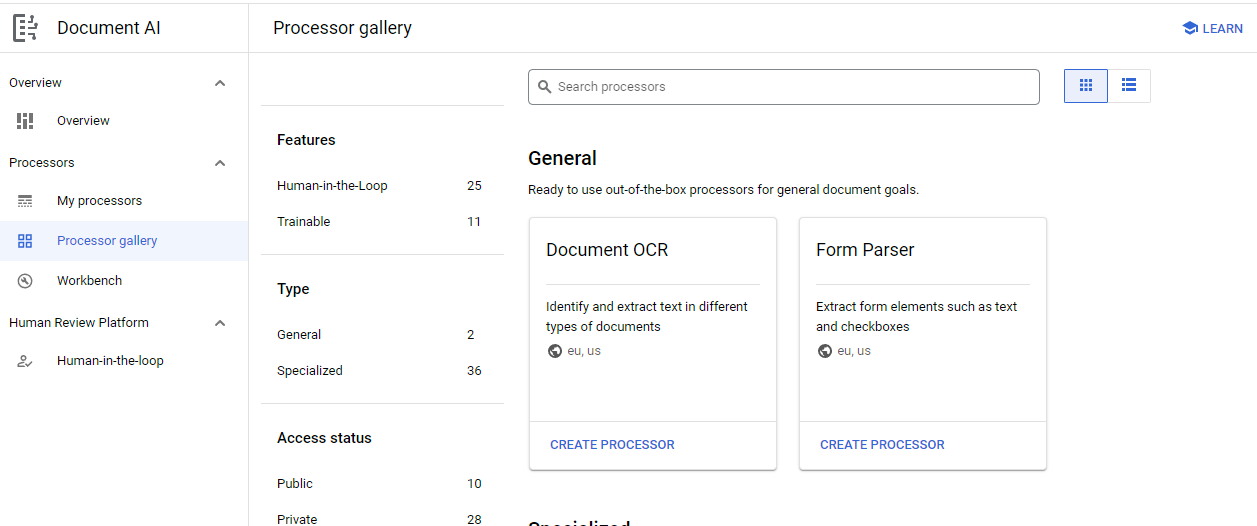 Document AI
Processor gallery
LEARN
Overview
Overview
Processors
My processors
Processor gallery
Workbench
Human Review Platform
Human-in-the-loop
Features
Human-in-the-Loop 25
Trainable 11
Type
General 2
Specialized 36
Access status
Public 10
Private 28
Search processors
General
Ready to use out-of-the-box processors for general document goals.
Document OCR
Identify and extract text in different
types of documents
eu, us
CREATE PROCESSOR
Form Parser
Extract form elements such as text
and checkboxes
eu, us
CREATE PROCESSOR
Specialized